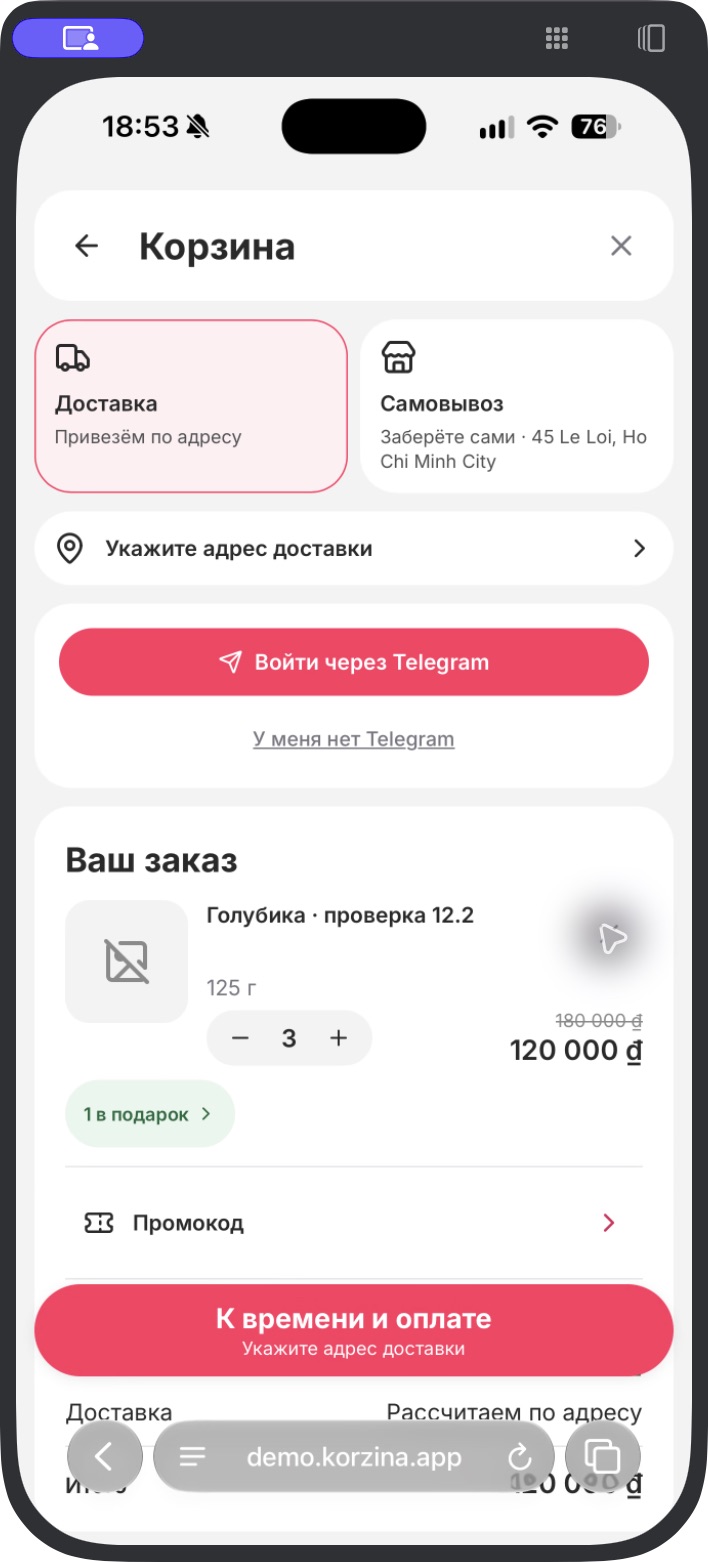 18:53
76
Корзина
Доставка
Привезём по адресу
Самовывоз
Заберёте сами · 45 Le Loi, Ho
Chi Minh City
Укажите адрес доставки
Войти через Telegram
У меня нет Telegram
Ваш заказ
Голубика · проверка 12.2
125 г
180 000 ₫
− 3 +
120 000 ₫
1 в подарок
Промокод
К времени и оплате
Укажите адрес доставки
Доставка
Рассчитаем по адресу
demo.korzina.app
120 000 ₫